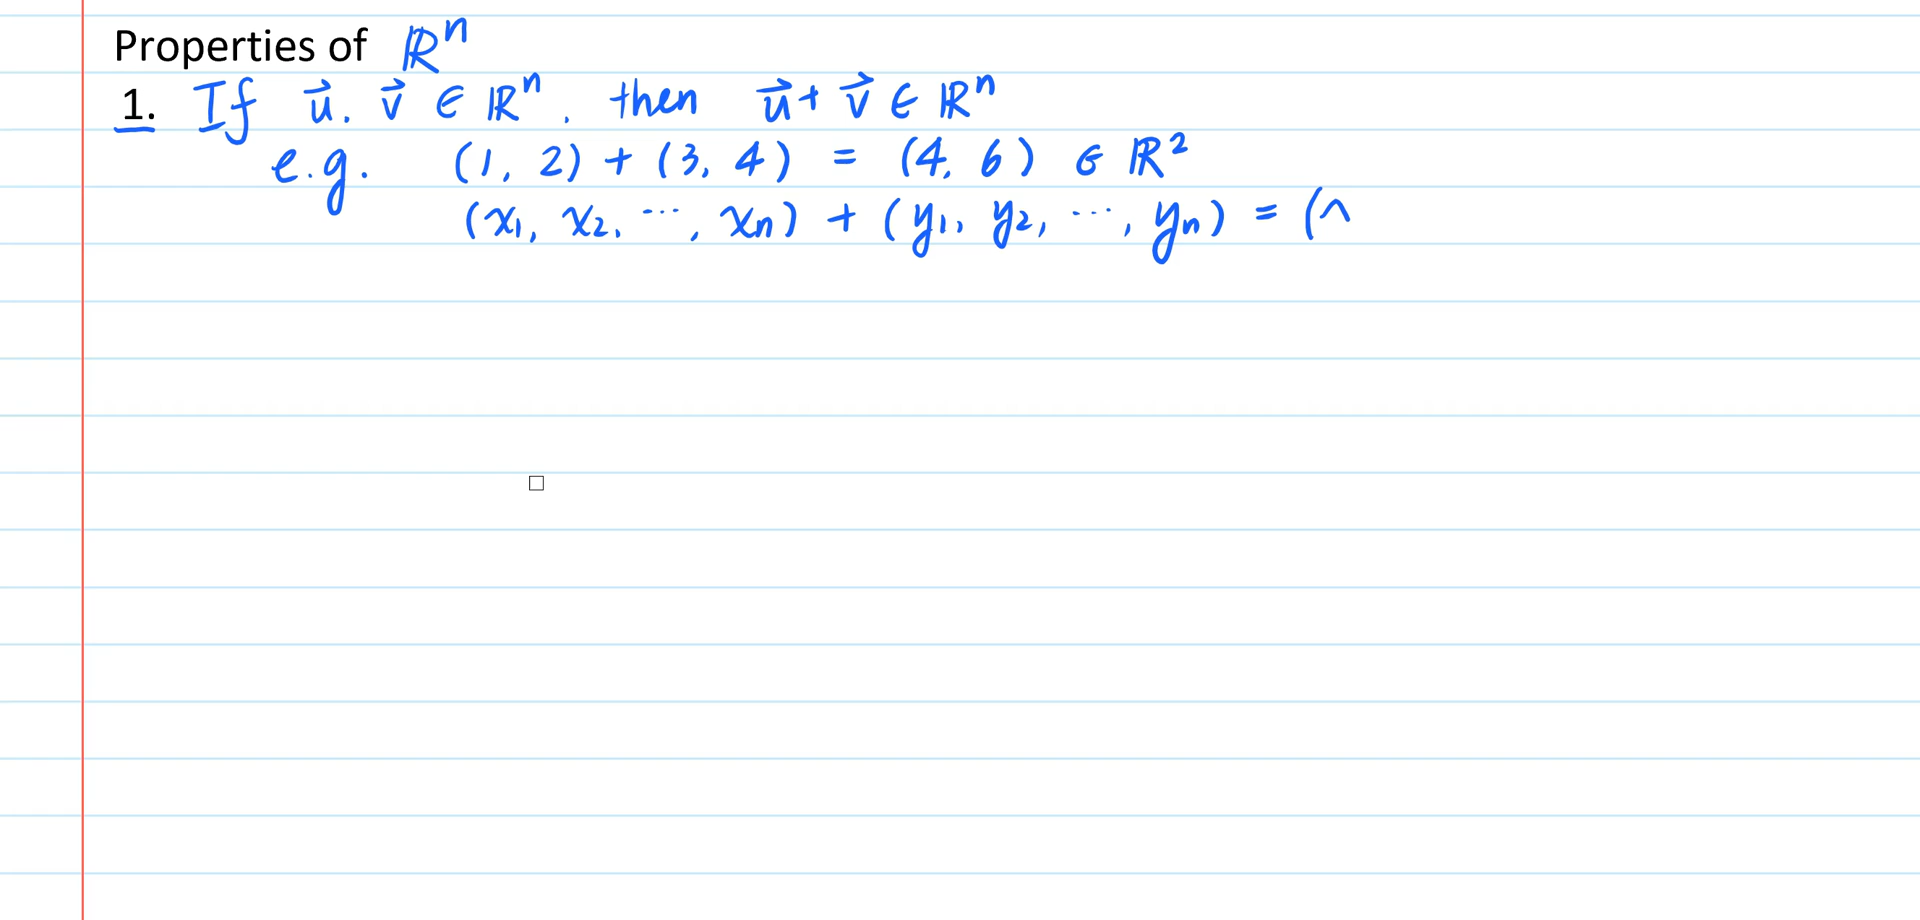 Properties of ℝⁿ
1. If u⃗, v⃗ ∈ ℝⁿ, then u⃗ + v⃗ ∈ ℝⁿ
e.g. (1, 2) + (3, 4) = (4, 6) ∈ ℝ²
(x₁, x₂, ⋯, xₙ) + (y₁, y₂, ⋯, yₙ) = (